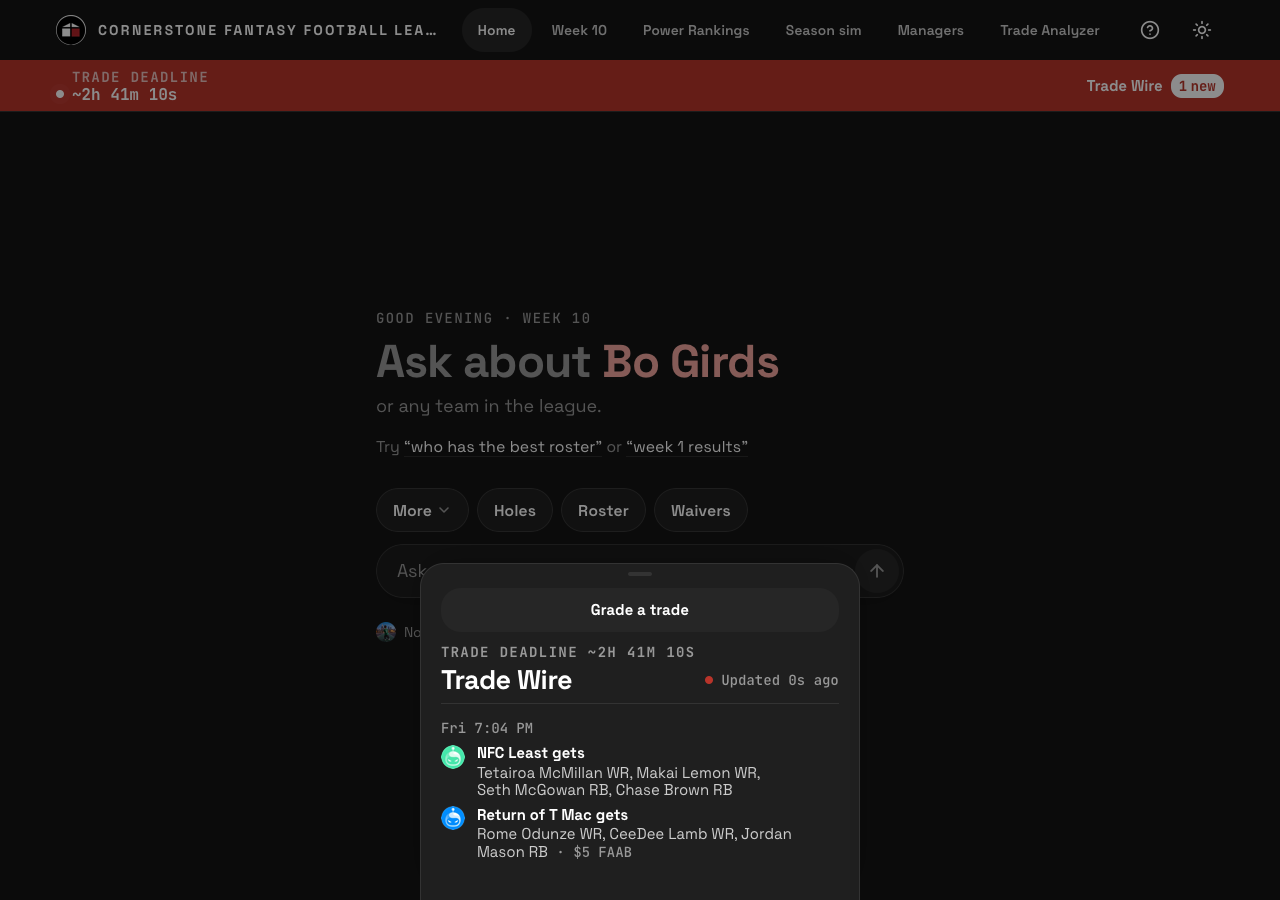 CORNERSTONE FANTASY FOOTBALL LEA…
Home
Week 10
Power Rankings
Season sim
Managers
Trade Analyzer
TRADE DEADLINE
~2h 41m 10s
Trade Wire
1 new
GOOD EVENING · WEEK 10
Ask about Bo Girds
or any team in the league.
Try “who has the best roster” or “week 1 results”
More
Holes
Roster
Waivers
Ask
No
Grade a trade
TRADE DEADLINE ~2H 41M 10S
Trade Wire
Updated 0s ago
Fri 7:04 PM
NFC Least gets
Tetairoa McMillan WR, Makai Lemon WR,
Seth McGowan RB, Chase Brown RB
Return of T Mac gets
Rome Odunze WR, CeeDee Lamb WR, Jordan
Mason RB · $5 FAAB